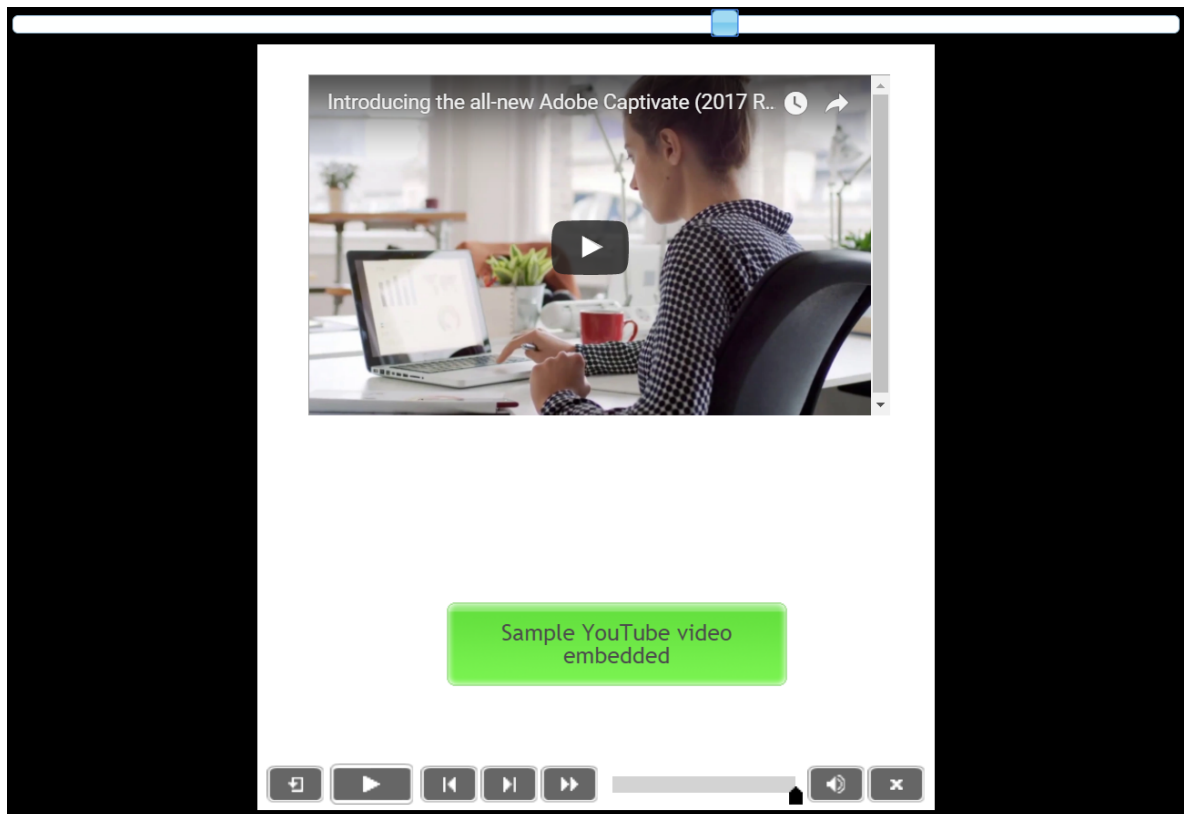 Introducing the all-new Adobe Captivate (2017 R..
Sample YouTube video
embedded